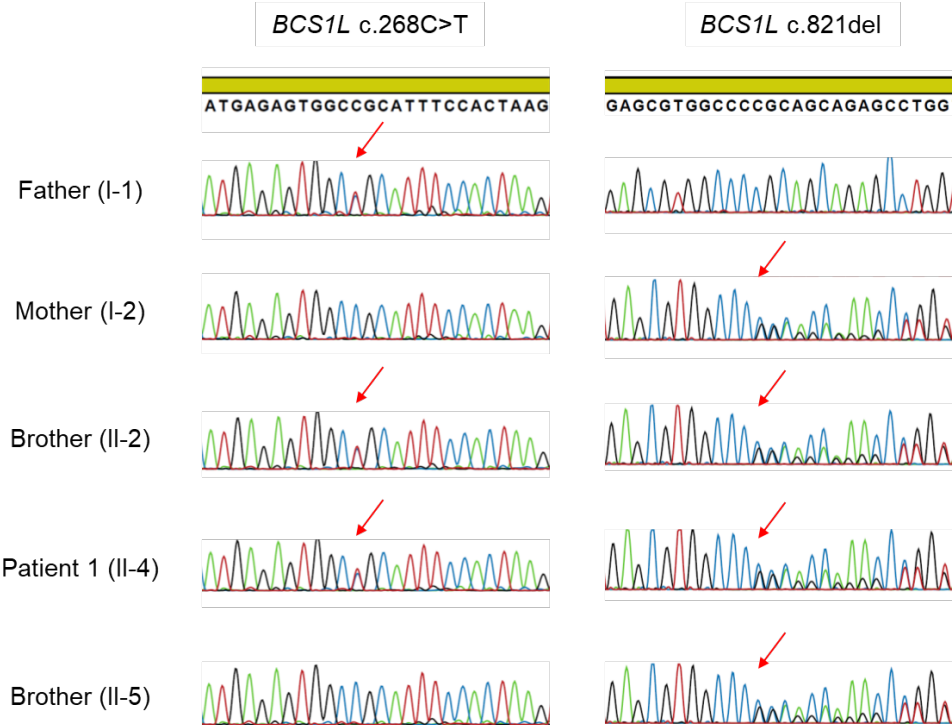 BCS1L c.268C>T
BCS1L c.821del
ATGAGAGTGGCCGCATTTCCACTAAG
GAGCGTGGCCCCGCAGCAGAGCCTGG
Father (I-1)
Mother (I-2)
Brother (II-2)
Patient 1 (II-4)
Brother (II-5)